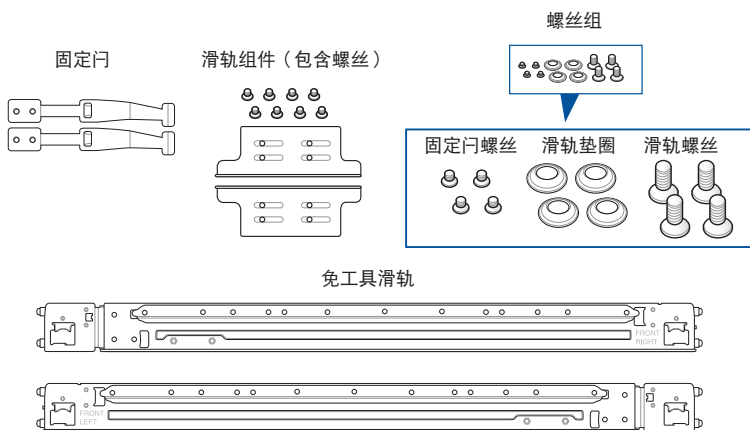 螺丝组
固定闩
滑轨组件（包含螺丝）
固定闩螺丝
滑轨垫圈
滑轨螺丝
免工具滑轨
FRONT
RIGHT
FRONT
LEFT